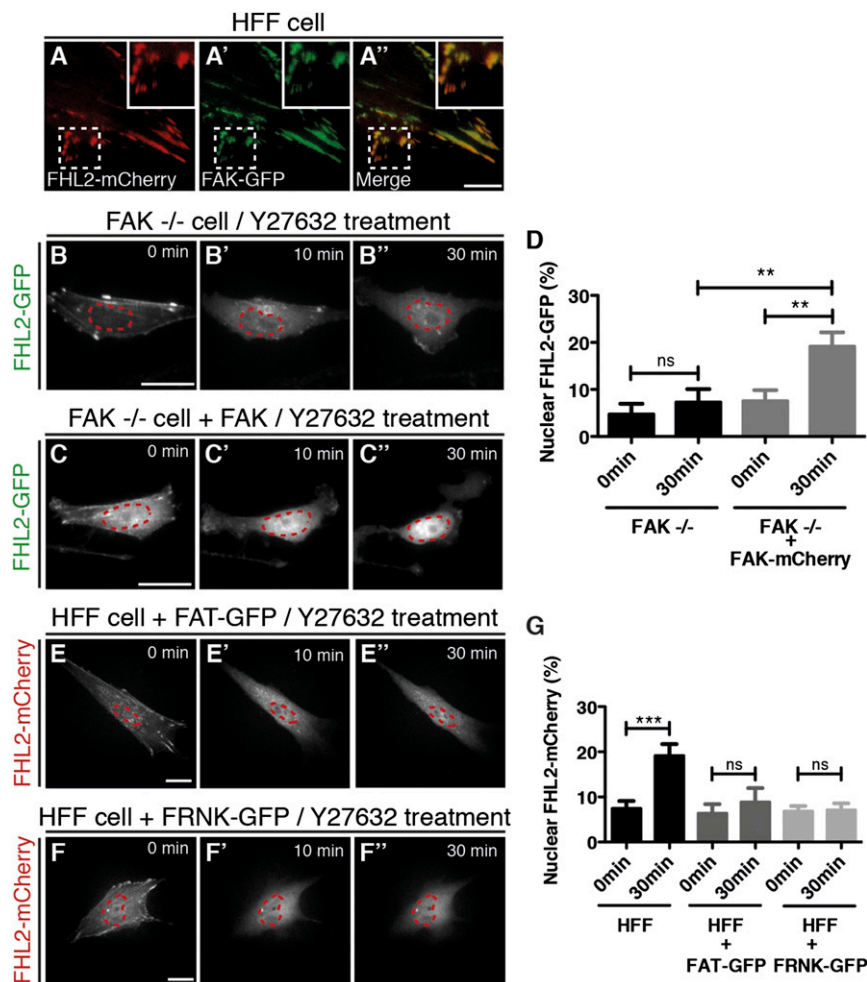 HFF cell
A A' A''
FHL2-mCherry FAK-GFP Merge
FAK -/- cell / Y27632 treatment
FHL2-GFP
B 0 min B' 10 min B'' 30 min
FAK -/- cell + FAK / Y27632 treatment
FHL2-GFP
C 0 min C' 10 min C'' 30 min
D
Nuclear FHL2-GFP (%)
30
20
10
0
ns
**
**
0min 30min 0min 30min
FAK -/- FAK -/-
+
FAK-mCherry
HFF cell + FAT-GFP / Y27632 treatment
FHL2-mCherry
E 0 min E' 10 min E'' 30 min
HFF cell + FRNK-GFP / Y27632 treatment
FHL2-mCherry
F 0 min F' 10 min F'' 30 min
G
Nuclear FHL2-mCherry (%)
30
20
10
0
*** ns ns
0min 30min 0min 30min 0min 30min
HFF HFF HFF
+ +
FAT-GFP FRNK-GFP